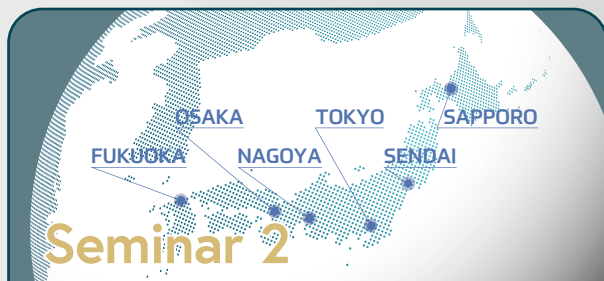 OSAKA
TOKYO
SAPPORO
FUKUOKA
NAGOYA
SENDAI
Seminar 2